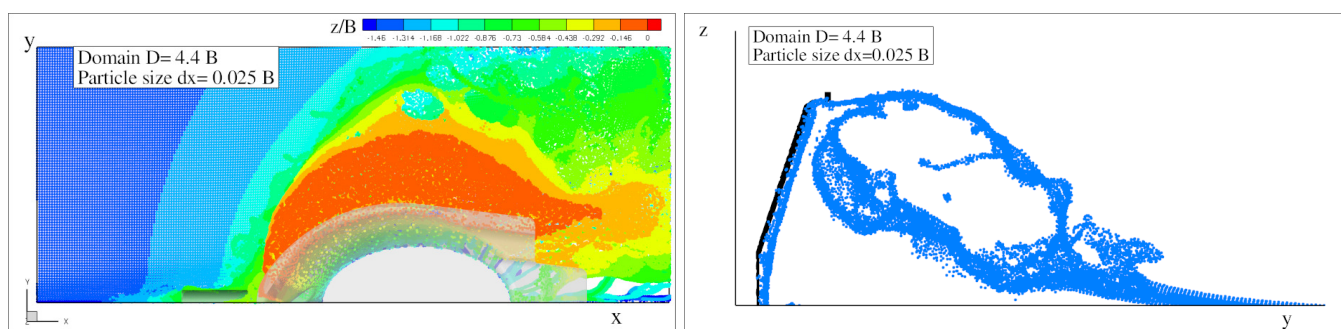 z/B
-1.46 -1.314 -1.168 -1.022 -0.876 -0.73 -0.584 -0.438 -0.292 -0.146 0
y
Domain D= 4.4 B
Particle size dx= 0.025 B
Y
Z X
x
z
Domain D= 4.4 B
Particle size dx=0.025 B
y